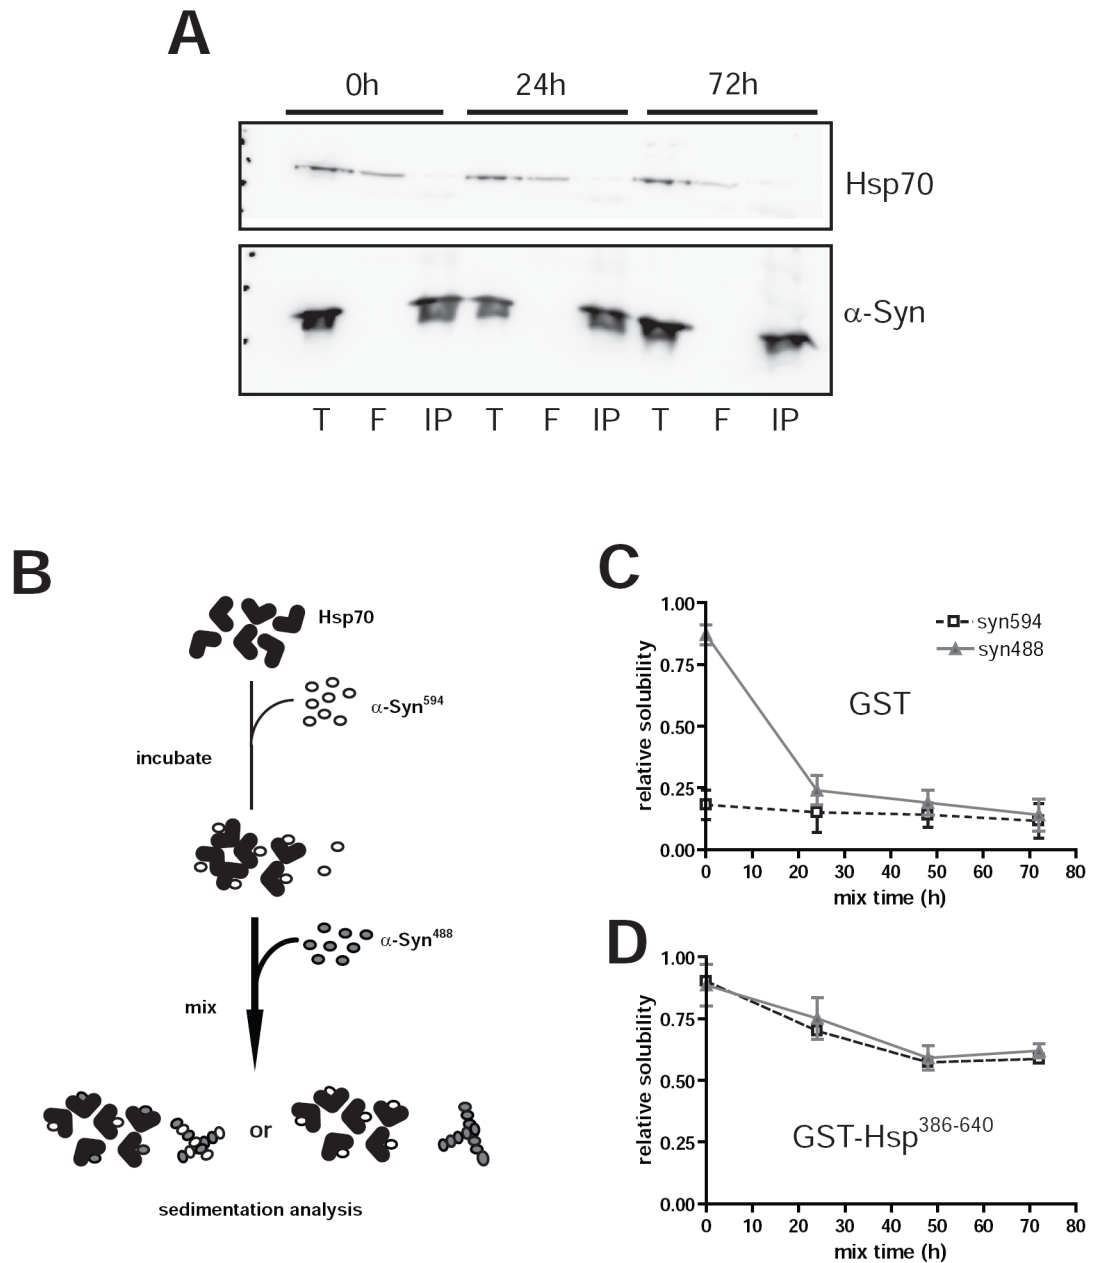 A
0h 24h 72h
Hsp70
α-Syn
T F IP T F IP T F IP
B
Hsp70
α-Syn594
incubate
α-Syn488
mix
or
sedimentation analysis
C
1.00
0.75
0.50
0.25
0.00
relative solubility
syn594
syn488
GST
0 10 20 30 40 50 60 70 80
mix time (h)
D
1.00
0.75
0.50
0.25
0.00
relative solubility
GST-Hsp386-640
0 10 20 30 40 50 60 70 80
mix time (h)